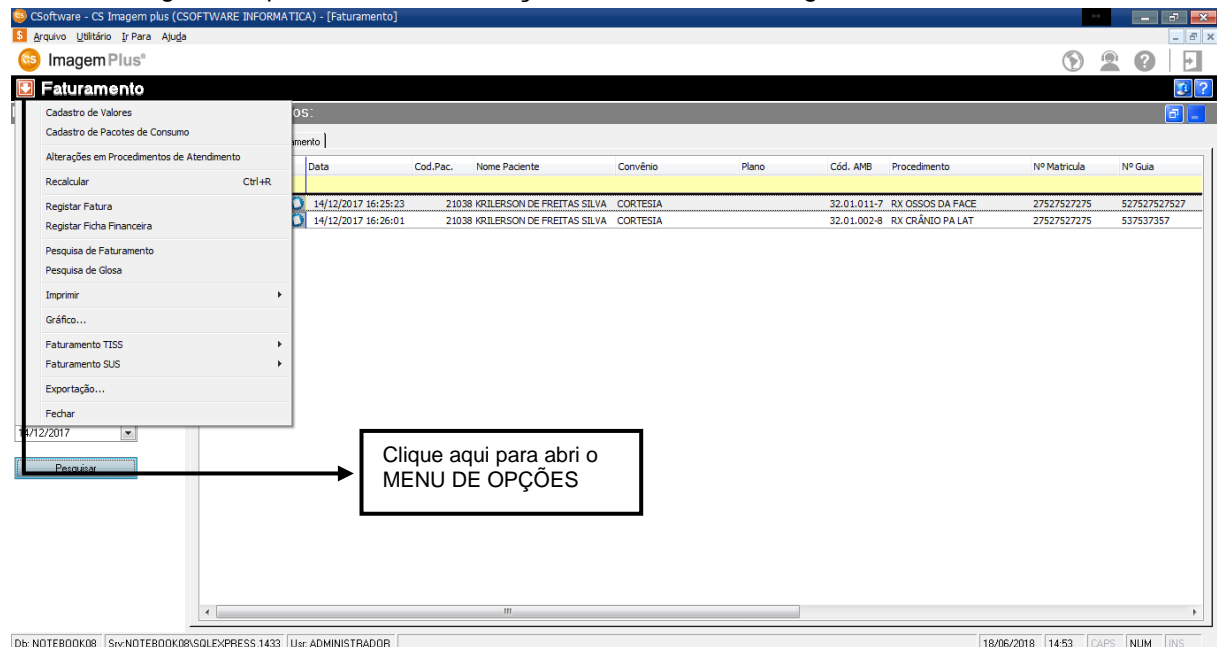 CSoftware - CS Imagem plus (CSOFTWARE INFORMATICA) - [Faturamento]
$ Arquivo Utilitário Ir Para Ajuda
CS ImagemPlus®
Faturamento
Cadastro de Valores
os:
Cadastro de Pacotes de Consumo
amento
Alterações em Procedimentos de Atendimento
Data Cod.Pac. Nome Paciente Convênio Plano Cód. AMB Procedimento Nº Matricula Nº Guia
Recalcular Ctrl+R
Registar Fatura
14/12/2017 16:25:23 21038 KRILERSON DE FREITAS SILVA CORTESIA 32.01.011-7 RX OSSOS DA FACE 27527527275 527527527527
Registar Ficha Financeira
14/12/2017 16:26:01 21038 KRILERSON DE FREITAS SILVA CORTESIA 32.01.002-8 RX CRÂNIO PA LAT 27527527275 537537357
Pesquisa de Faturamento
Pesquisa de Glosa
Imprimir
Gráfico...
Faturamento TISS
Faturamento SUS
Exportação...
Fechar
14/12/2017
Pesquisar
Clique aqui para abri o
MENU DE OPÇÕES
Db: NOTEBOOK08 Srv:NOTEBOOK08\SQLEXPRESS,1433 Usr: ADMINISTRADOR 18/06/2018 14:53 CAPS NUM INS